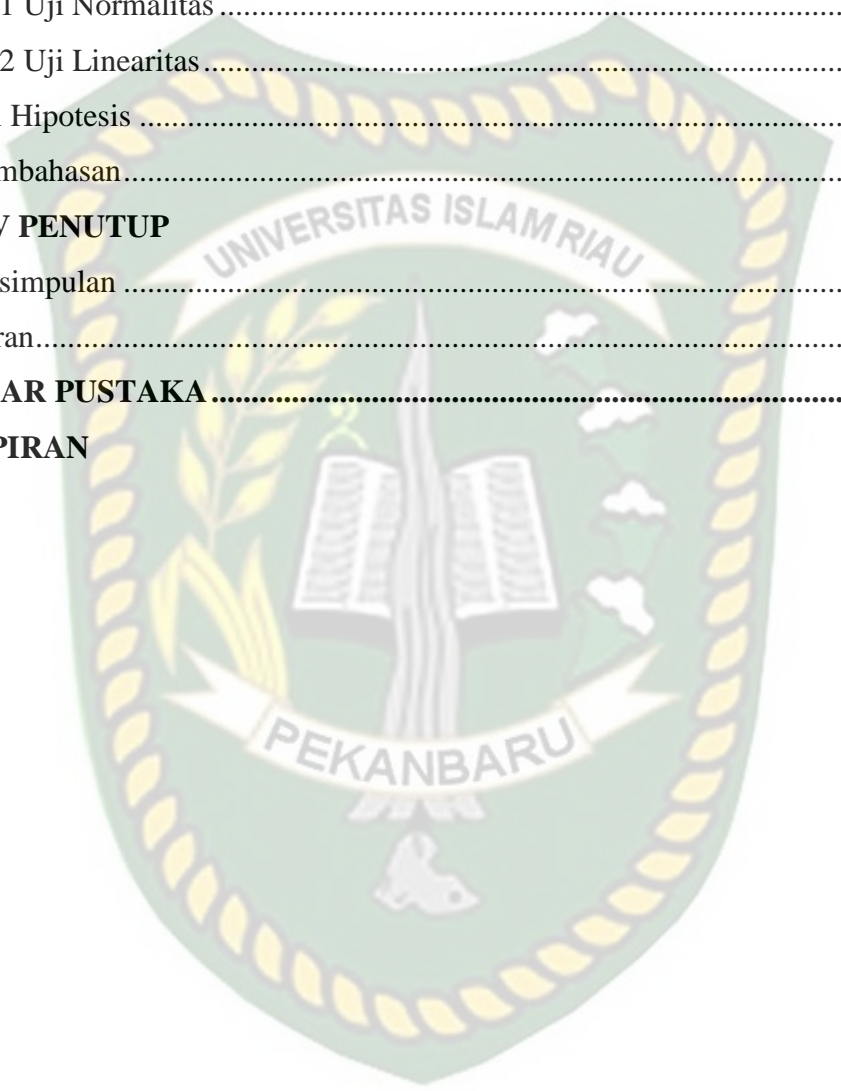 1 Uji Normalitas ........................................................................................
2 Uji Linearitas ..........................................................................................
Hipotesis ..................................................................................................
mbahasan ..................................................................................................
PENUTUP
simpulan ..................................................................................................
ran ............................................................................................................
AR PUSTAKA ..........................................................................................
PIRAN
UNIVERSITAS ISLAM RIAU
PEKANBARU